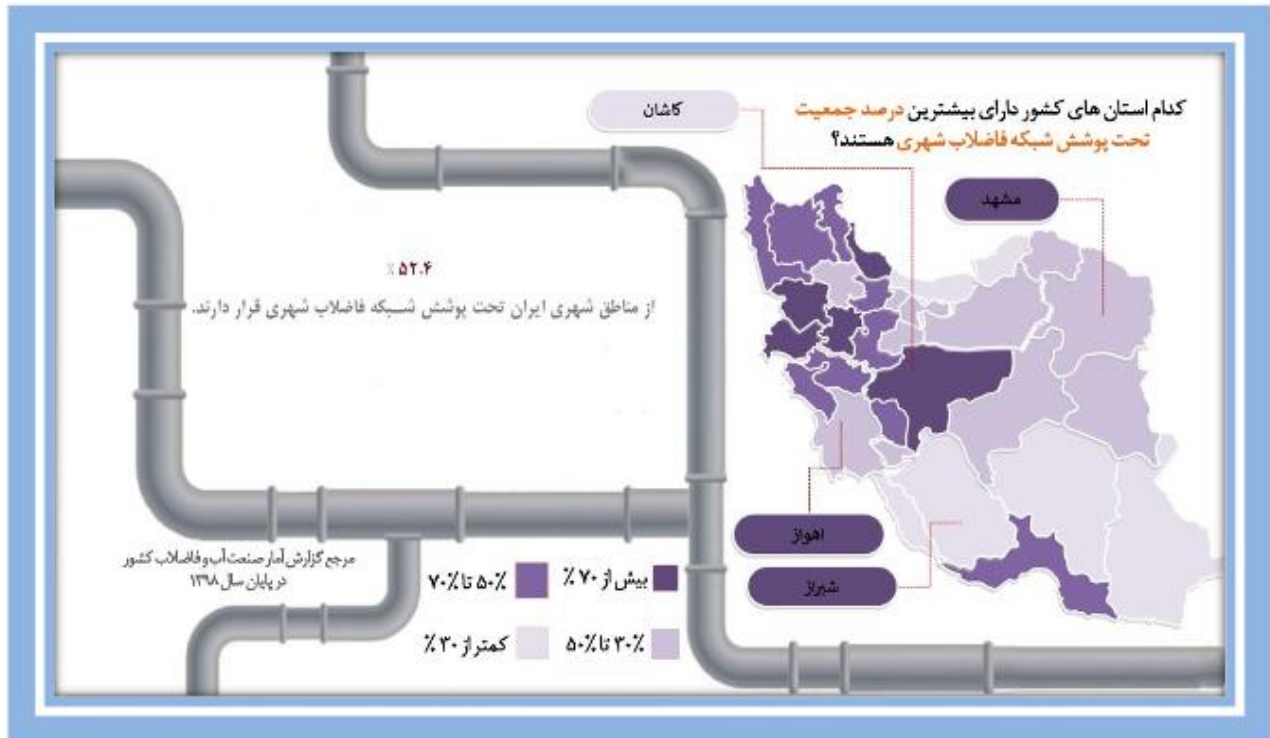 کدام استان های کشور دارای بیشترین درصد جمعیت
تحت پوشش شبکه فاضلاب شهری هستند؟
کاشان
مشهد
٪ ۵۲.۴
از مناطق شهری ایران تحت پوشش شبکه فاضلاب شهری قرار دارند.
اهواز
شیراز
مرجع گزارش آمار صنعت آب و فاضلاب کشور
در پایان سال ۱۳۹۸
بیش از ۷۰ ٪
۵۰٪ تا ۷۰٪
۳۰٪ تا ۵۰٪
کمتر از ۳۰ ٪